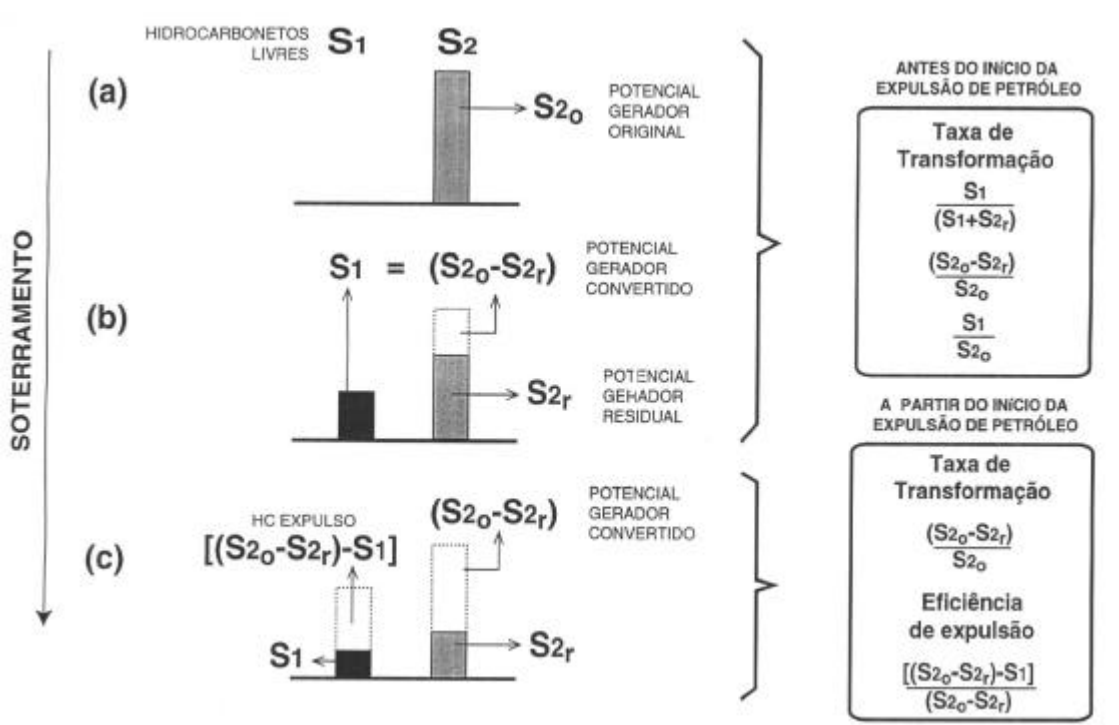 SOTERRAMENTO
(a)
HIDROCARBONETOS
LIVRES
S1
S2
S2o
POTENCIAL
GERADOR
ORIGINAL
(b)
S1 = (S2o-S2r)
POTENCIAL
GERADOR
CONVERTIDO
S2r
POTENCIAL
GEHADOR
RESIDUAL
(c)
HC EXPULSO
[(S2o-S2r)-S1]
(S2o-S2r)
POTENCIAL
GERADOR
CONVERTIDO
S1
S2r
ANTES DO INíCIO DA
EXPULSÃO DE PETRÓLEO
Taxa de
Transformação
S1
(S1+S2r)
(S2o-S2r)
S2o
S1
S2o
A PARTIR DO INíCIO DA
EXPULSÃO DE PETRÓLEO
Taxa de
Transformação
(S2o-S2r)
S2o
Eficiência
de expulsão
[(S2o-S2r)-S1]
(S2o-S2r)